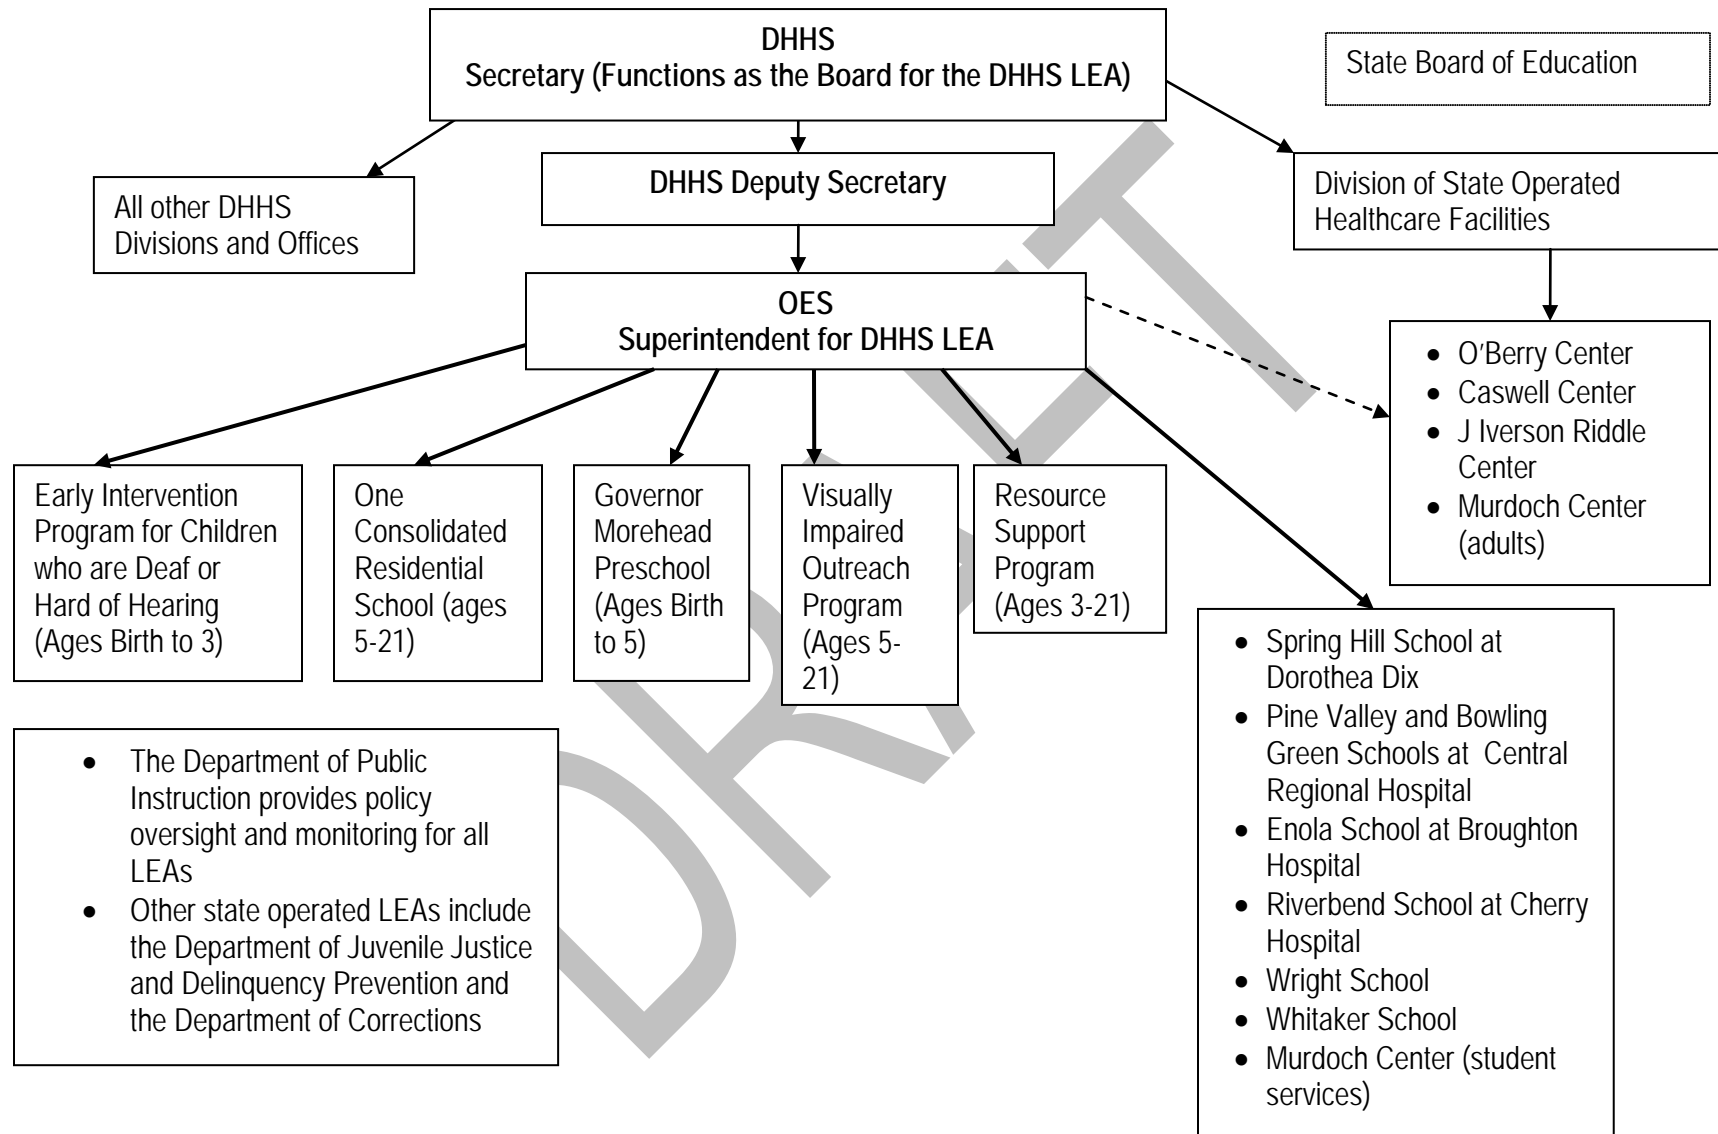 DHHS
Secretary (Functions as the Board for the DHHS LEA)
State Board of Education
DHHS Deputy Secretary
All other DHHS
Divisions and Offices
Division of State Operated
Healthcare Facilities
OES
Superintendent for DHHS LEA
• O'Berry Center
• Caswell Center
• J Iverson Riddle
Center
• Murdoch Center
(adults)
Early Intervention
Program for Children
who are Deaf or
Hard of Hearing
(Ages Birth to 3)
One
Consolidated
Residential
School (ages
5-21)
Governor
Morehead
Preschool
(Ages Birth
to 5)
Visually
Impaired
Outreach
Program
(Ages 5-
21)
Resource
Support
Program
(Ages 3-21)
• Spring Hill School at
Dorothea Dix
• Pine Valley and Bowling
Green Schools at  Central
Regional Hospital
• Enola School at Broughton
Hospital
• Riverbend School at Cherry
Hospital
• Wright School
• Whitaker School
• Murdoch Center (student
services)
• The Department of Public
Instruction provides policy
oversight and monitoring for all
LEAs
• Other state operated LEAs include
the Department of Juvenile Justice
and Delinquency Prevention and
the Department of Corrections
DRAFT